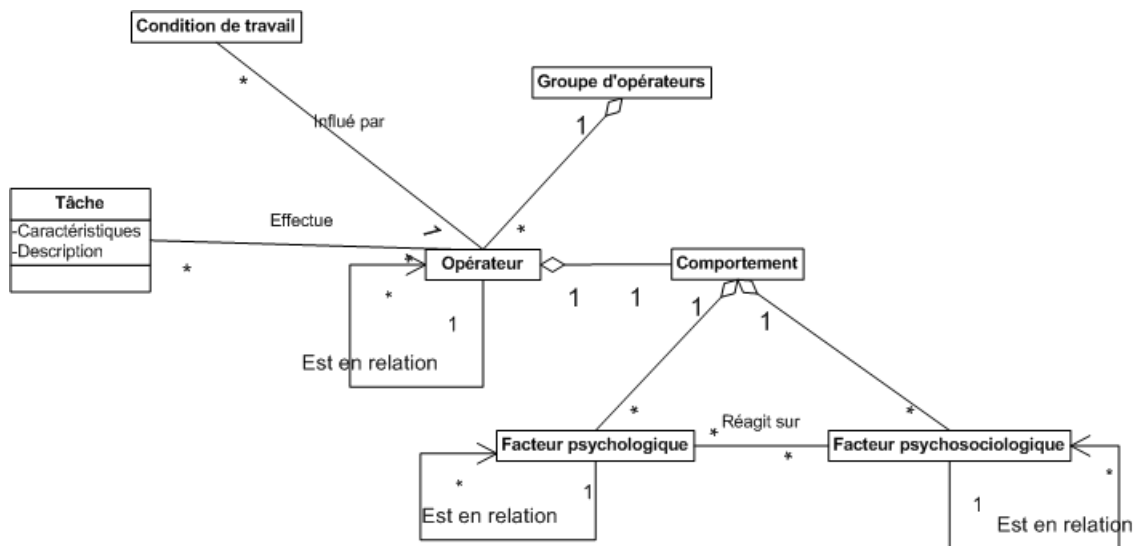 Condition de travail
*
Groupe d'opérateurs
1
Influé par
Tâche
-Caractéristiques
-Description
Effectue
*
1
*
*
Opérateur
Comportement
*
1
1
1
1
1
Est en relation
*
Réagit sur
*
Facteur psychologique
*
*
Facteur psychosociologique
*
1
Est en relation
*
1
Est en relation